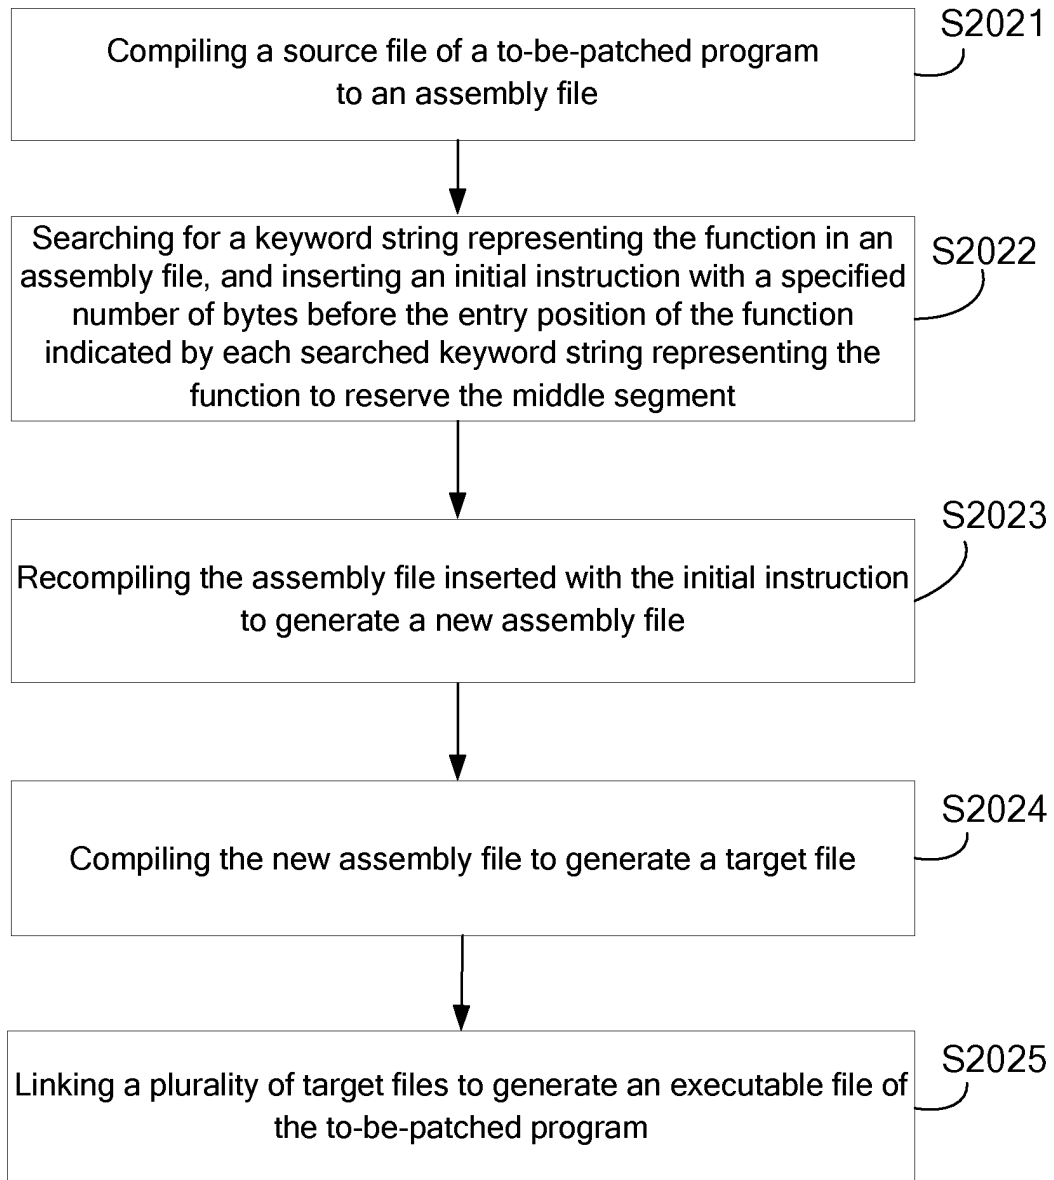 S2021
Compiling a source file of a to-be-patched program
to an assembly file
Searching for a keyword string representing the function in an
S2022
assembly file, and inserting an initial instruction with a specified
number of bytes before the entry position of the function
indicated by each searched keyword string representing the
function to reserve the middle segment
S2023
Recompiling the assembly file inserted with the initial instruction
to generate a new assembly file
S2024
Compiling the new assembly file to generate a target file
S2025
Linking a plurality of target files to generate an executable file of
the to-be-patched program